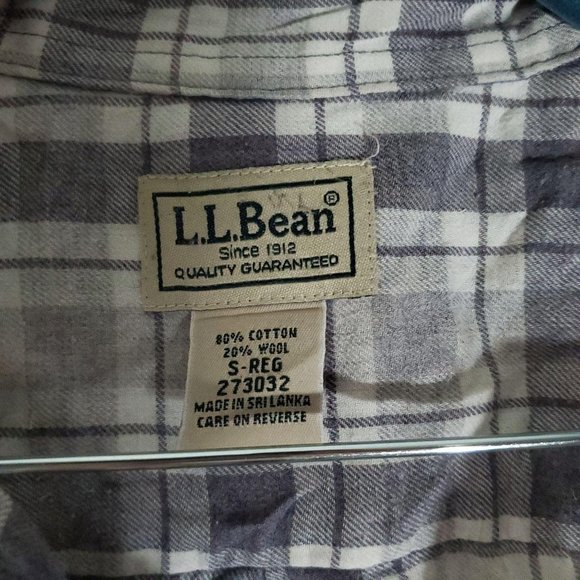 L.L.Bean®
Since 1912
QUALITY GUARANTEED
80% COTTON
20% WOOL
S-REG
273032
MADE IN SRI LANKA
CARE ON REVERSE